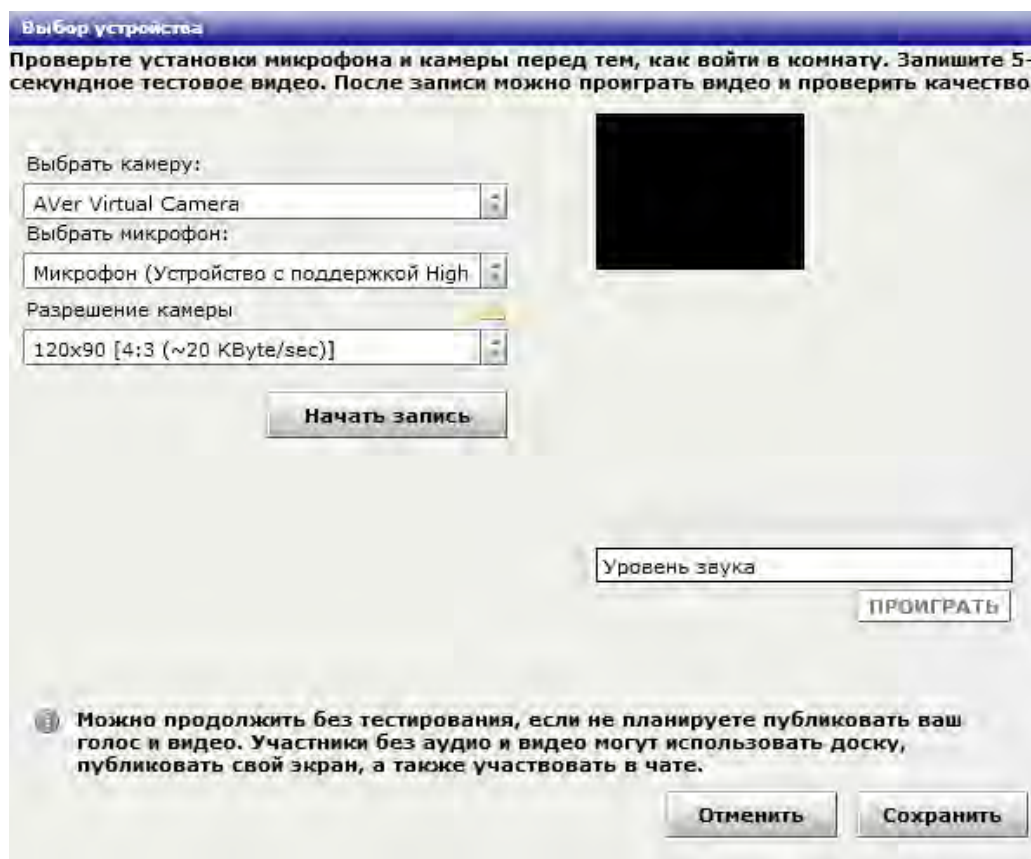 Выбор устройства
Проверьте установки микрофона и камеры перед тем, как войти в комнату. Запишите 5-
секундное тестовое видео. После записи можно проиграть видео и проверить качество
Выбрать камеру:
AVer Virtual Camera
Выбрать микрофон:
Микрофон (Устройство с поддержкой High
Разрешение камеры
120x90 [4:3 (~20 KByte/sec)]
Начать запись
Уровень звука
ПРОИГРАТЬ
Можно продолжить без тестирования, если не планируете публиковать ваш
голос и видео. Участники без аудио и видео могут использовать доску,
публиковать свой экран, а также участвовать в чате.
Отменить
Сохранить